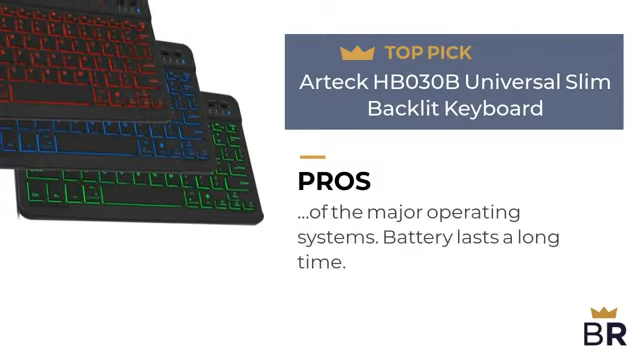 TOP PICK
Arteck HB030B Universal Slim
Backlit Keyboard
PROS
...of the major operating
systems. Battery lasts a long
time.
BR